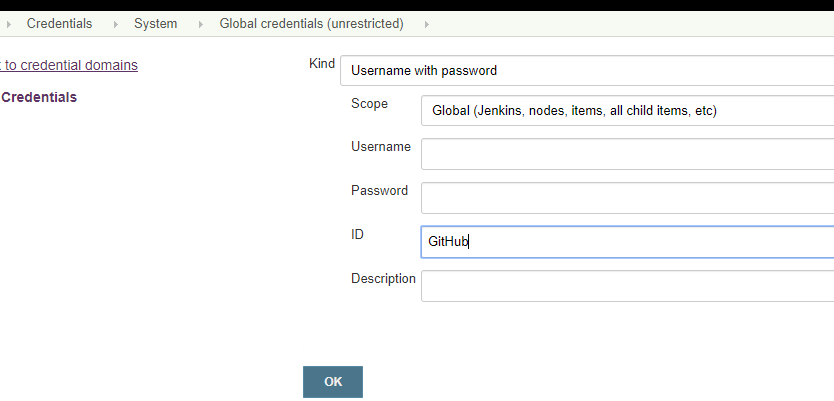 Credentials System Global credentials (unrestricted)
to credential domains
Kind Username with password
Credentials
Scope Global (Jenkins, nodes, items, all child items, etc)
Username
Password
ID GitHub
Description
OK